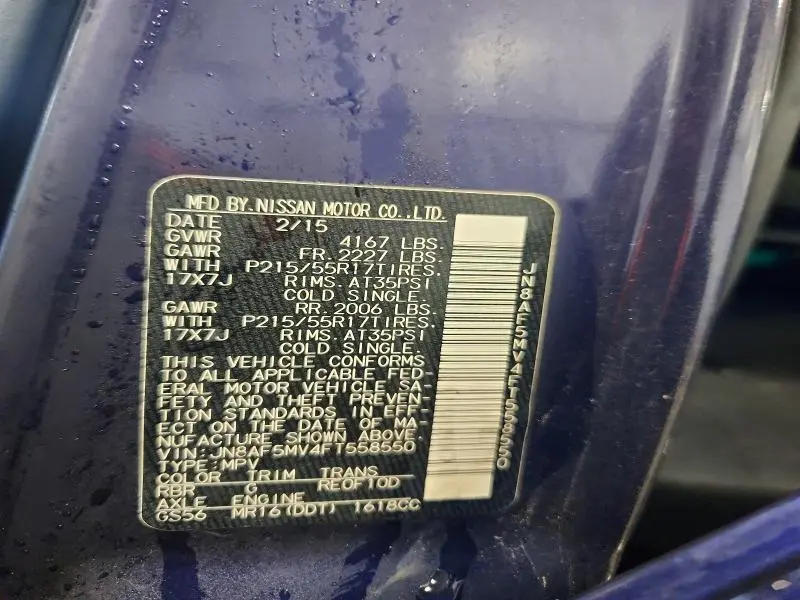 MFD BY.NISSAN MOTOR CO.,LTD.
DATE 2/15
GVWR 4167 LBS.
GAWR FR. 2227 LBS.
WITH P215/55R17TIRES.
17X7J RIMS. AT35PSI
COLD SINGLE.
GAWR RR. 2006 LBS.
WITH P215/55R17TIRES.
17X7J RIMS. AT35PSI
COLD SINGLE.
THIS VEHICLE CONFORMS
TO ALL APPLICABLE FED-
ERAL MOTOR VEHICLE SA-
FETY AND THEFT PREVEN-
TION STANDARDS IN EFF-
ECT ON THE DATE OF MA-
NUFACTURE SHOWN ABOVE.
VIN: JN8AF5MV4FT558550
TYPE: MPV
COLOR TRIM TRANS
RBR G RE0F10D
AXLE ENGINE
GS56 MR16(DDT) 1618CC
JN8AF5MV4FT558550